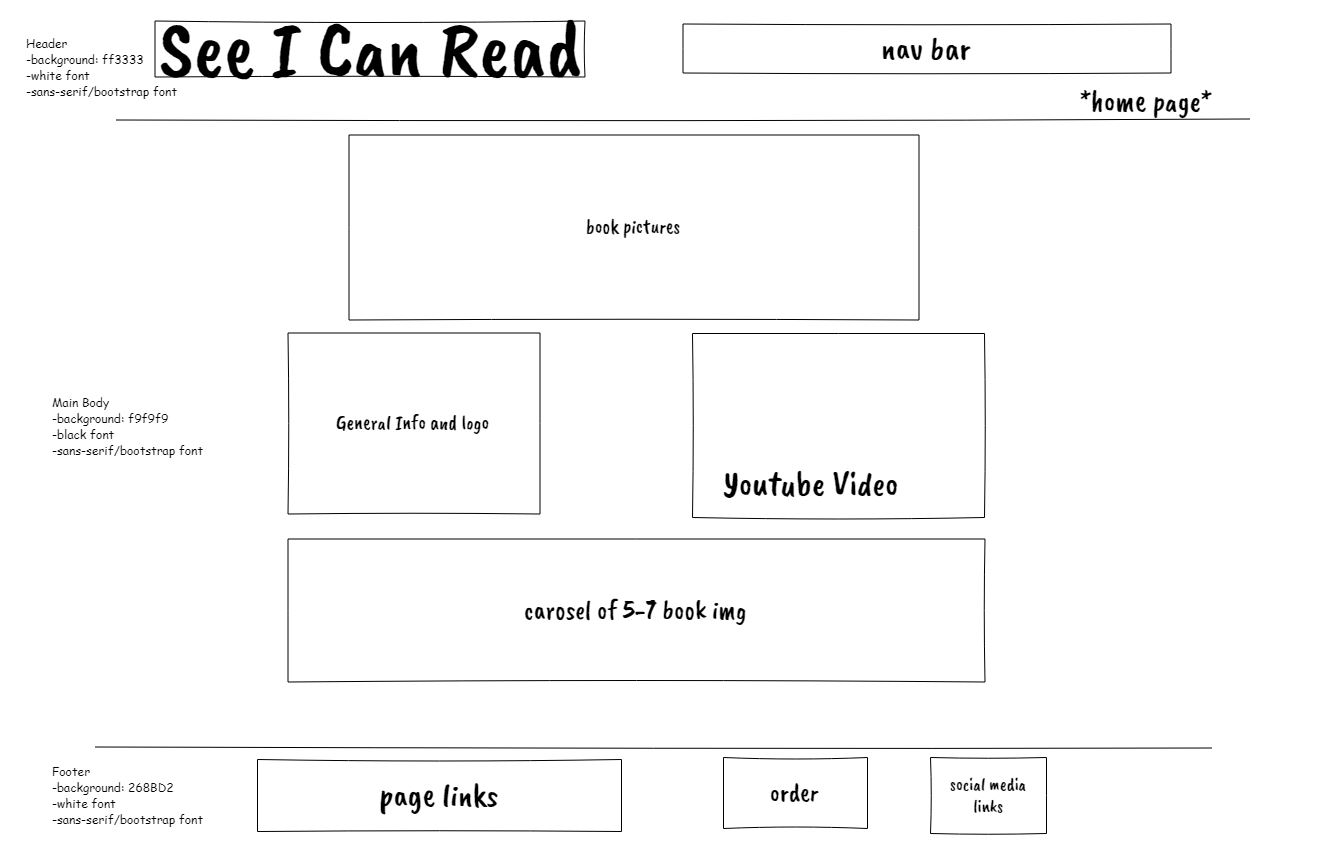 Header
-background: ff3333
-white font
-sans-serif/bootstrap font
See I Can Read
nav bar
*home page*
book pictures
Main Body
-background: f9f9f9
-black font
-sans-serif/bootstrap font
General Info and logo
Youtube Video
carosel of 5-7 book img
Footer
-background: 268BD2
-white font
-sans-serif/bootstrap font
page links
order
social media
links